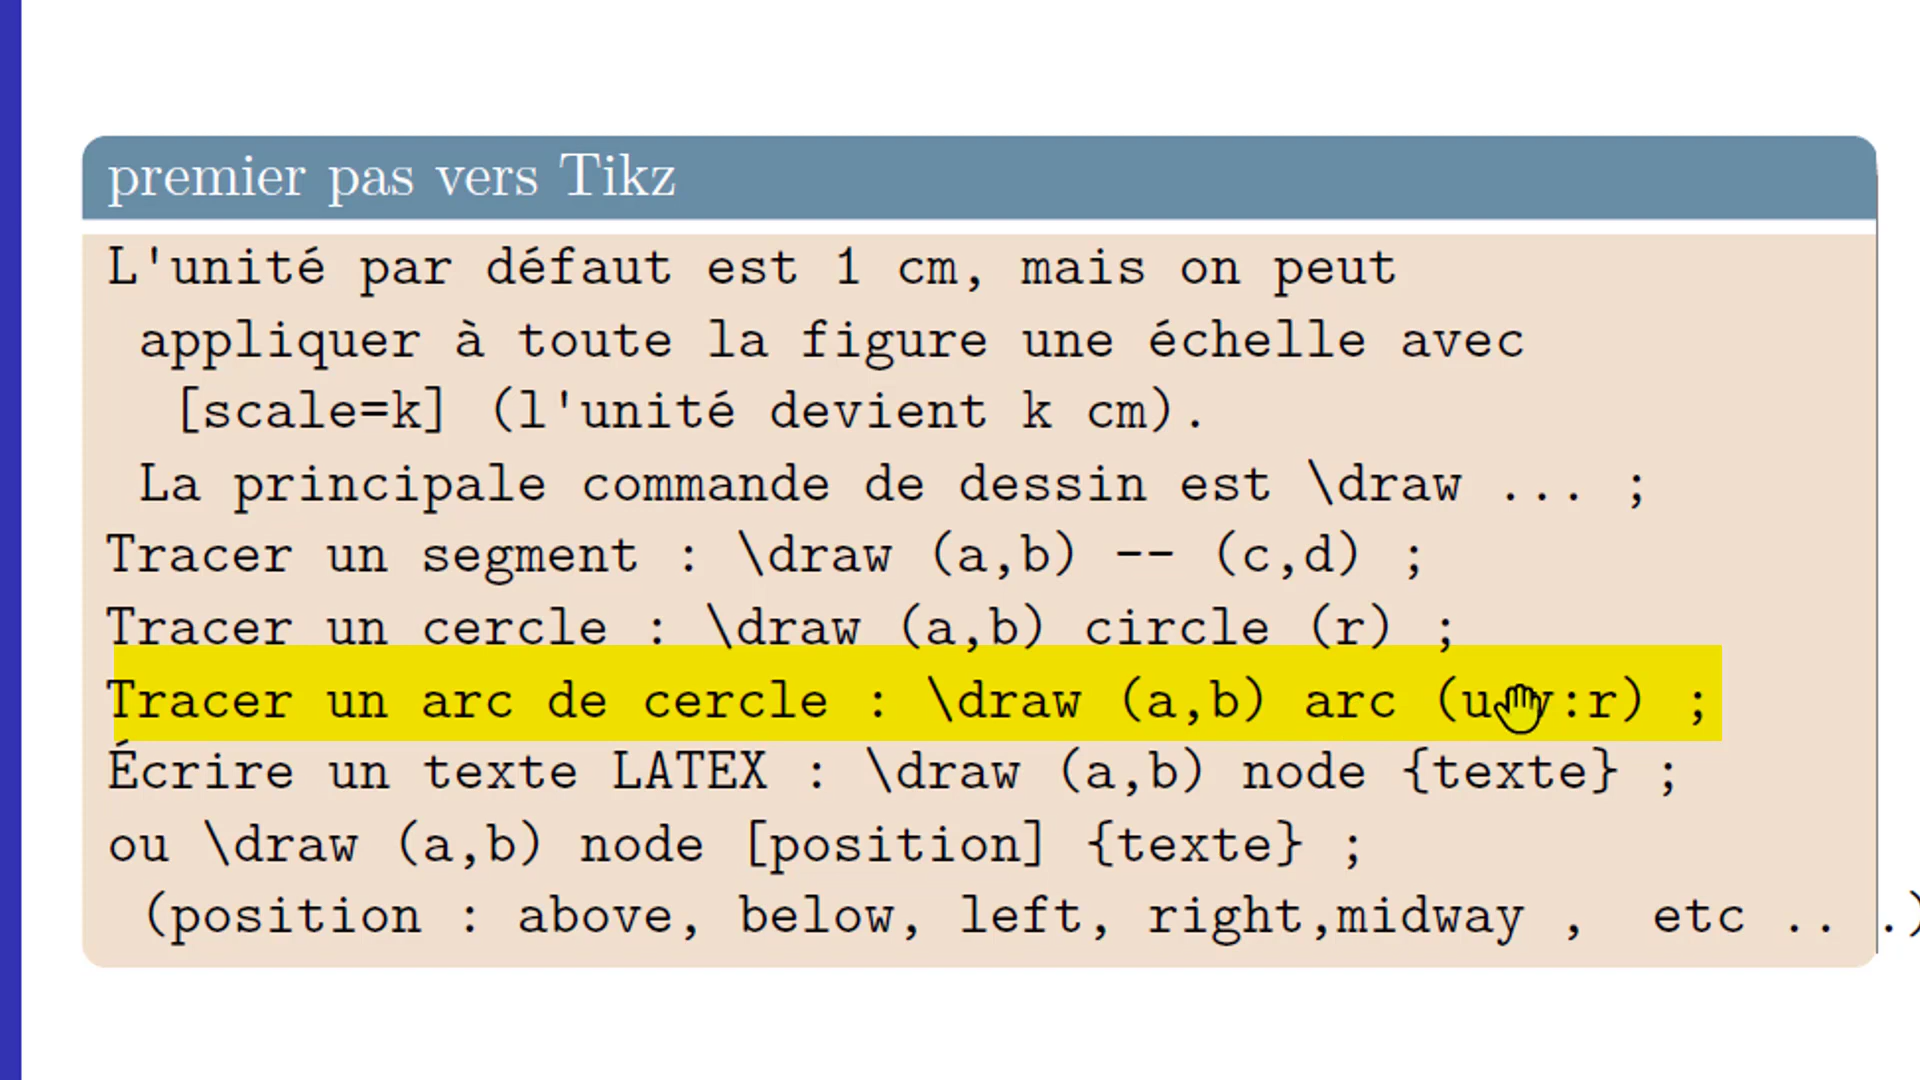 premier pas vers Tikz
L'unité par défaut est 1 cm, mais on peut
appliquer à toute la figure une échelle avec
[scale=k] (l'unité devient k cm).
La principale commande de dessin est \draw ... ;
Tracer un segment : \draw (a,b) -- (c,d) ;
Tracer un cercle : \draw (a,b) circle (r) ;
Tracer un arc de cercle : \draw (a,b) arc (u:v:r) ;
Écrire un texte LATEX : \draw (a,b) node {texte} ;
ou \draw (a,b) node [position] {texte} ;
(position : above, below, left, right,midway , etc .. .)